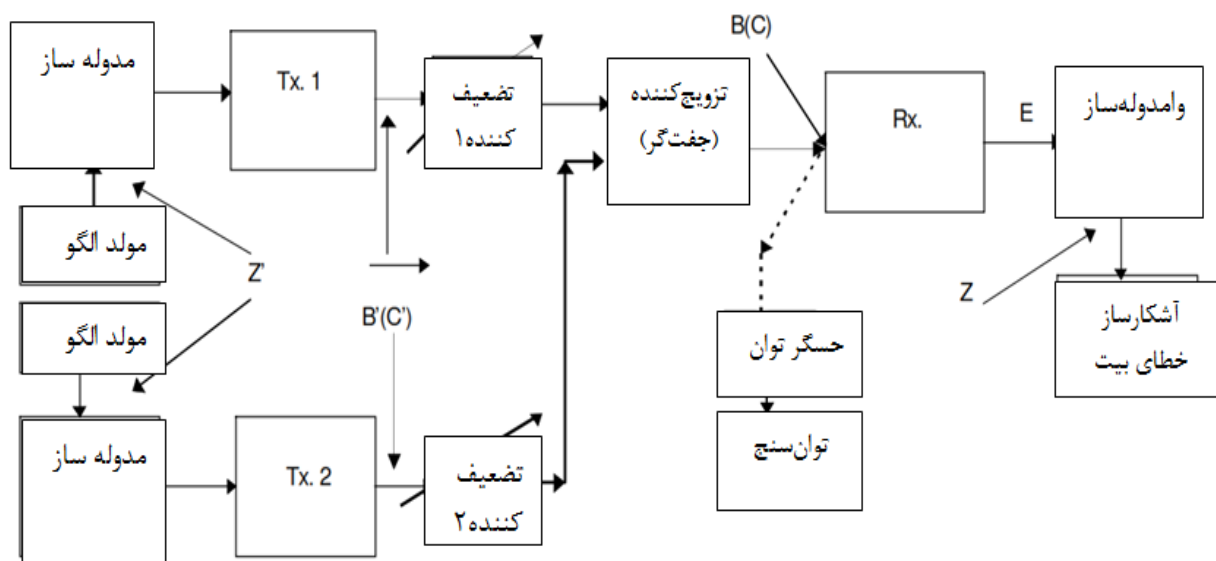 مدوله ساز
Tx. 1
تضعیف
کننده۱
تزویج‌کننده
(جفت‌گر)
B(C)
Rx.
E
وامدوله‌ساز
مولد الگو
Z'
مولد الگو
B'(C')
Z
حسگر توان
آشکارساز
خطای بیت
مدوله ساز
Tx. 2
تضعیف
کننده۲
توان‌سنج